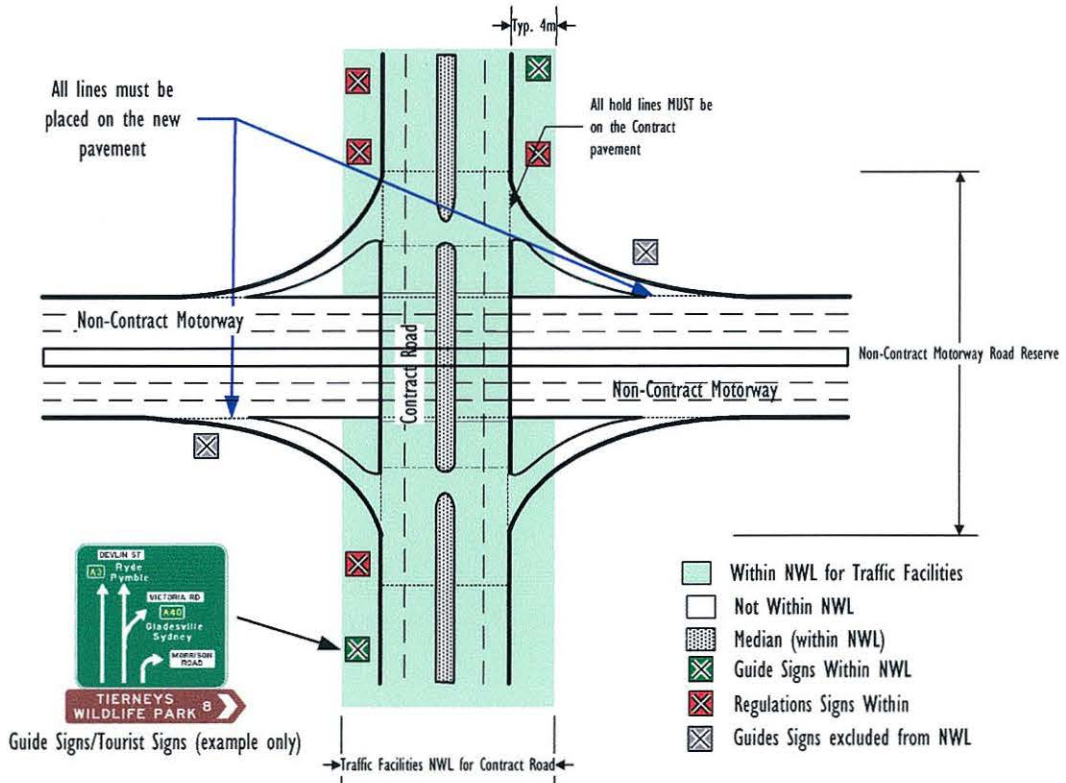 Typ. 4m
All lines must be
placed on the new
pavement
All hold lines MUST be
on the Contract
pavement
Non-Contract Motorway
Contract Road
Non-Contract Motorway Road Reserve
Non-Contract Motorway
DEVLIN ST
A3
Ryde
Pymble
VICTORIA RD
A40
Gladesville
Sydney
MORRISON
ROAD
TIERNEYS
WILDLIFE PARK 8
Guide Signs/Tourist Signs (example only)
Within NWL for Traffic Facilities
Not Within NWL
Median (within NWL)
Guide Signs Within NWL
Regulations Signs Within
Guides Signs excluded from NWL
Traffic Facilities NWL for Contract Road